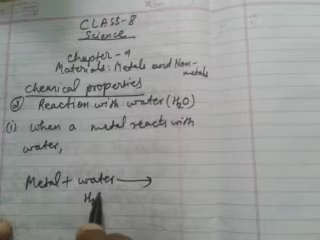 CLASS-8
Science
Chapter-4
Materials: Metals and Non-
metals
Chemical properties
② Reaction with water (H₂O)
(i) when a metal reacts with
water,
Metal + water ⟶
H₂